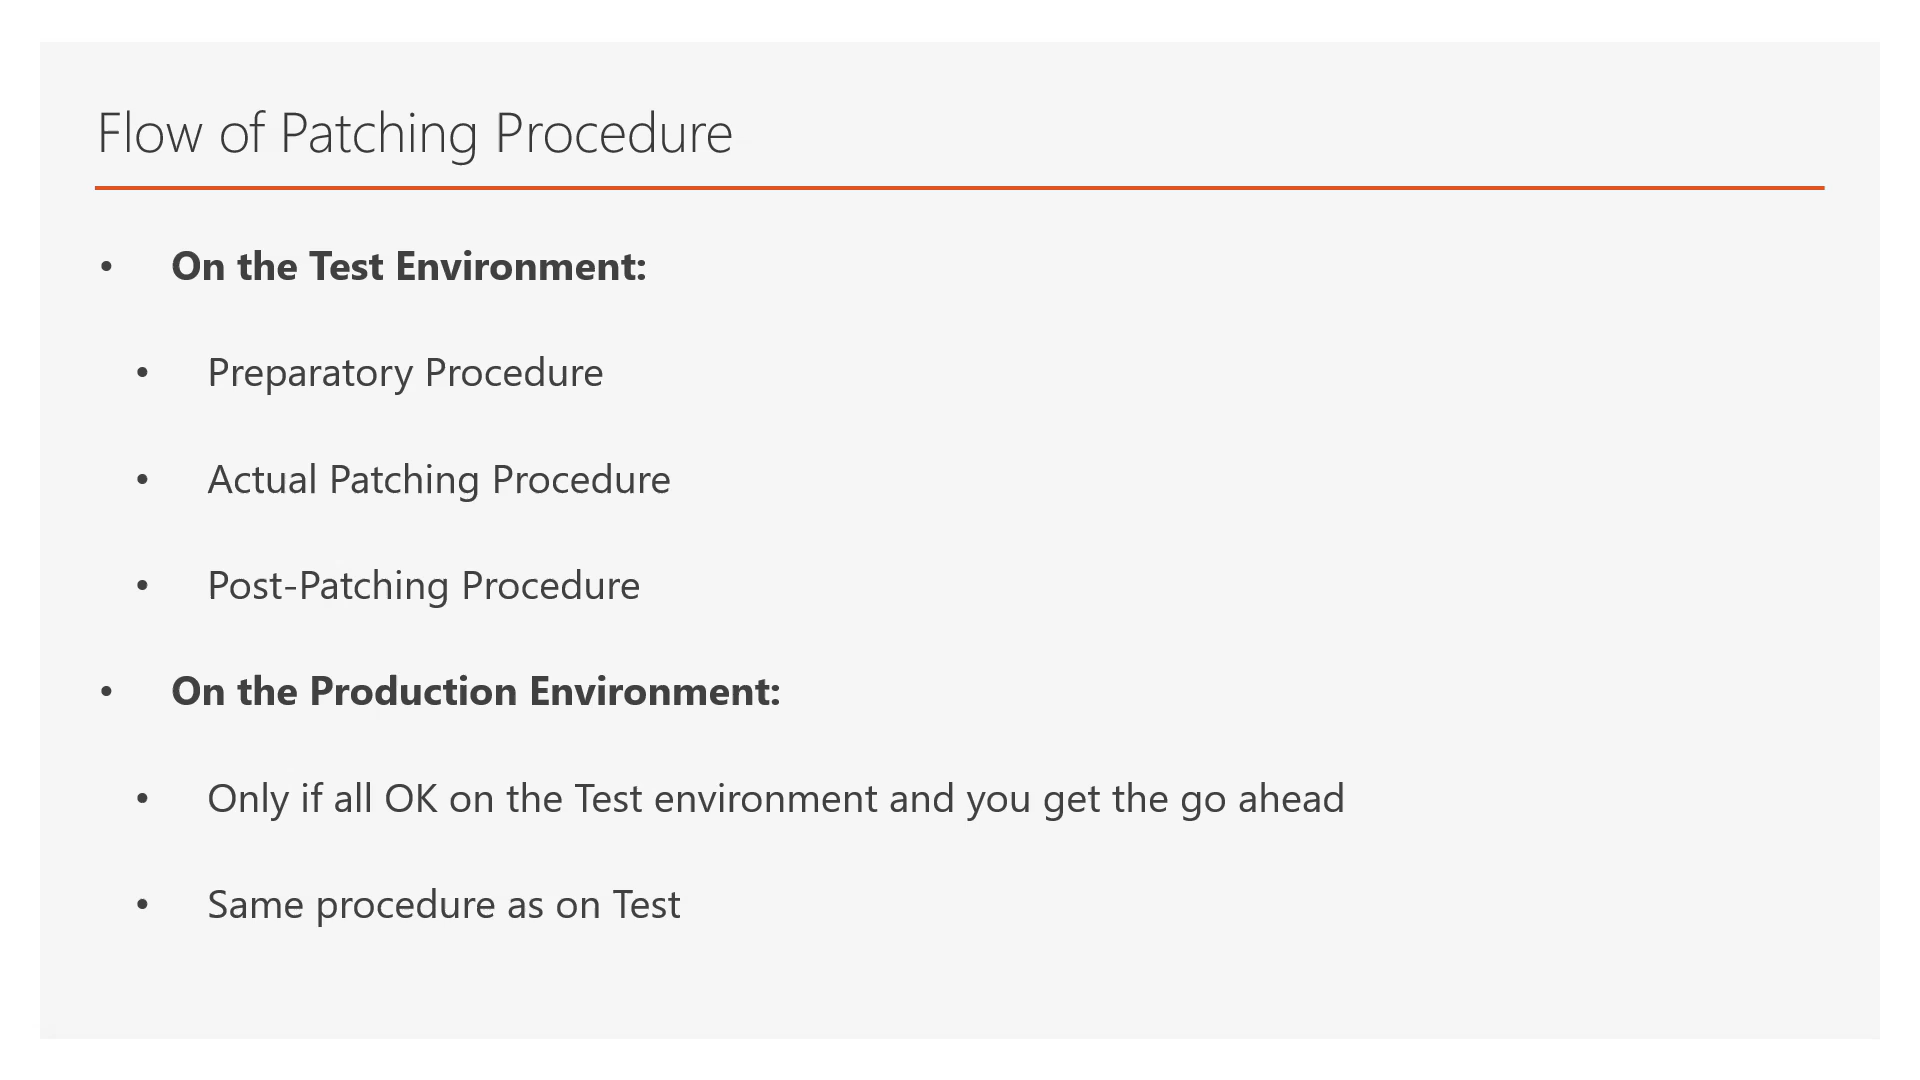 Flow of Patching Procedure
• On the Test Environment:
• Preparatory Procedure
• Actual Patching Procedure
• Post-Patching Procedure
• On the Production Environment:
• Only if all OK on the Test environment and you get the go ahead
• Same procedure as on Test